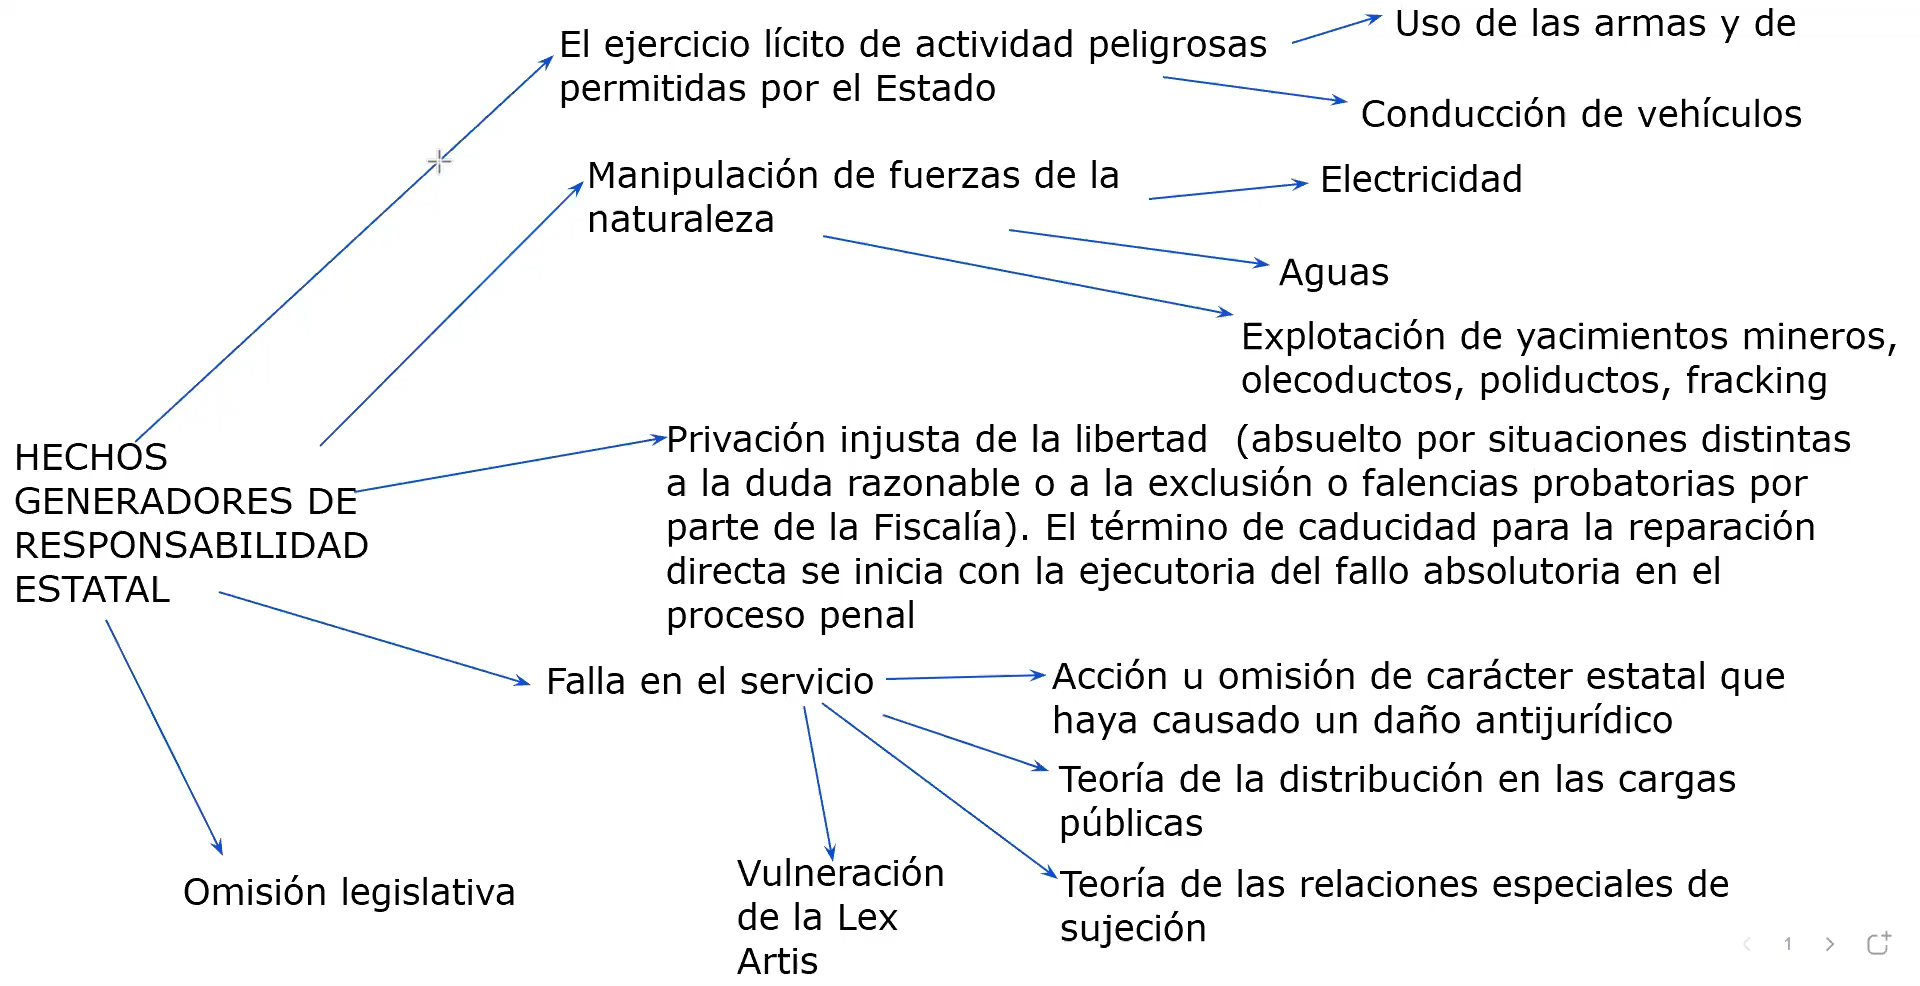 El ejercicio lícito de actividad peligrosas
permitidas por el Estado
Uso de las armas y de
Conducción de vehículos
Manipulación de fuerzas de la
naturaleza
Electricidad
Aguas
Explotación de yacimientos mineros,
olecoductos, poliductos, fracking
HECHOS
GENERADORES DE
RESPONSABILIDAD
ESTATAL
Privación injusta de la libertad (absuelto por situaciones distintas
a la duda razonable o a la exclusión o falencias probatorias por
parte de la Fiscalía). El término de caducidad para la reparación
directa se inicia con la ejecutoria del fallo absolutoria en el
proceso penal
Falla en el servicio
Acción u omisión de carácter estatal que
haya causado un daño antijurídico
Teoría de la distribución en las cargas
públicas
Teoría de las relaciones especiales de
sujeción
Vulneración
de la Lex
Artis
Omisión legislativa
1